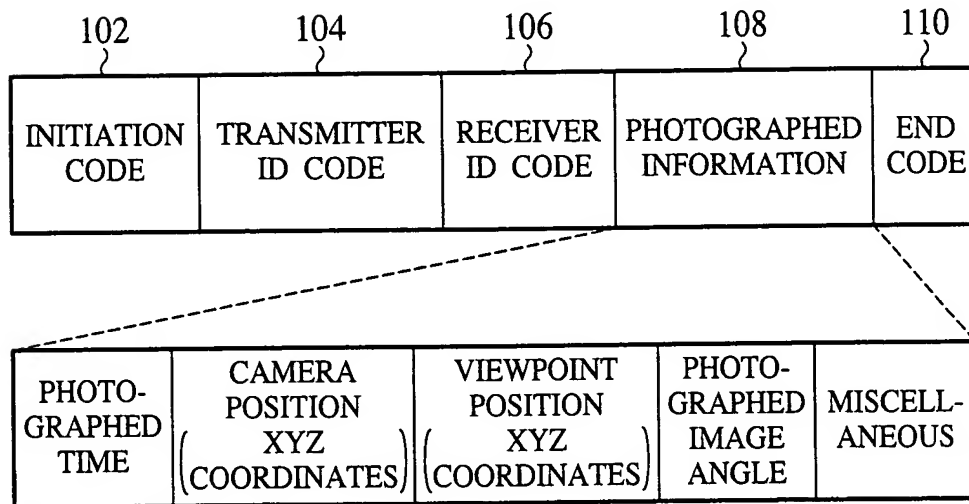 102 104 106 108 110
INITIATION CODE
TRANSMITTER ID CODE
RECEIVER ID CODE
PHOTOGRAPHED INFORMATION
END CODE
PHOTO-
GRAPHED
TIME
CAMERA
POSITION
(XYZ
COORDINATES)
VIEWPOINT
POSITION
(XYZ
COORDINATES)
PHOTO-
GRAPHED
IMAGE
ANGLE
MISCELL-
ANEOUS